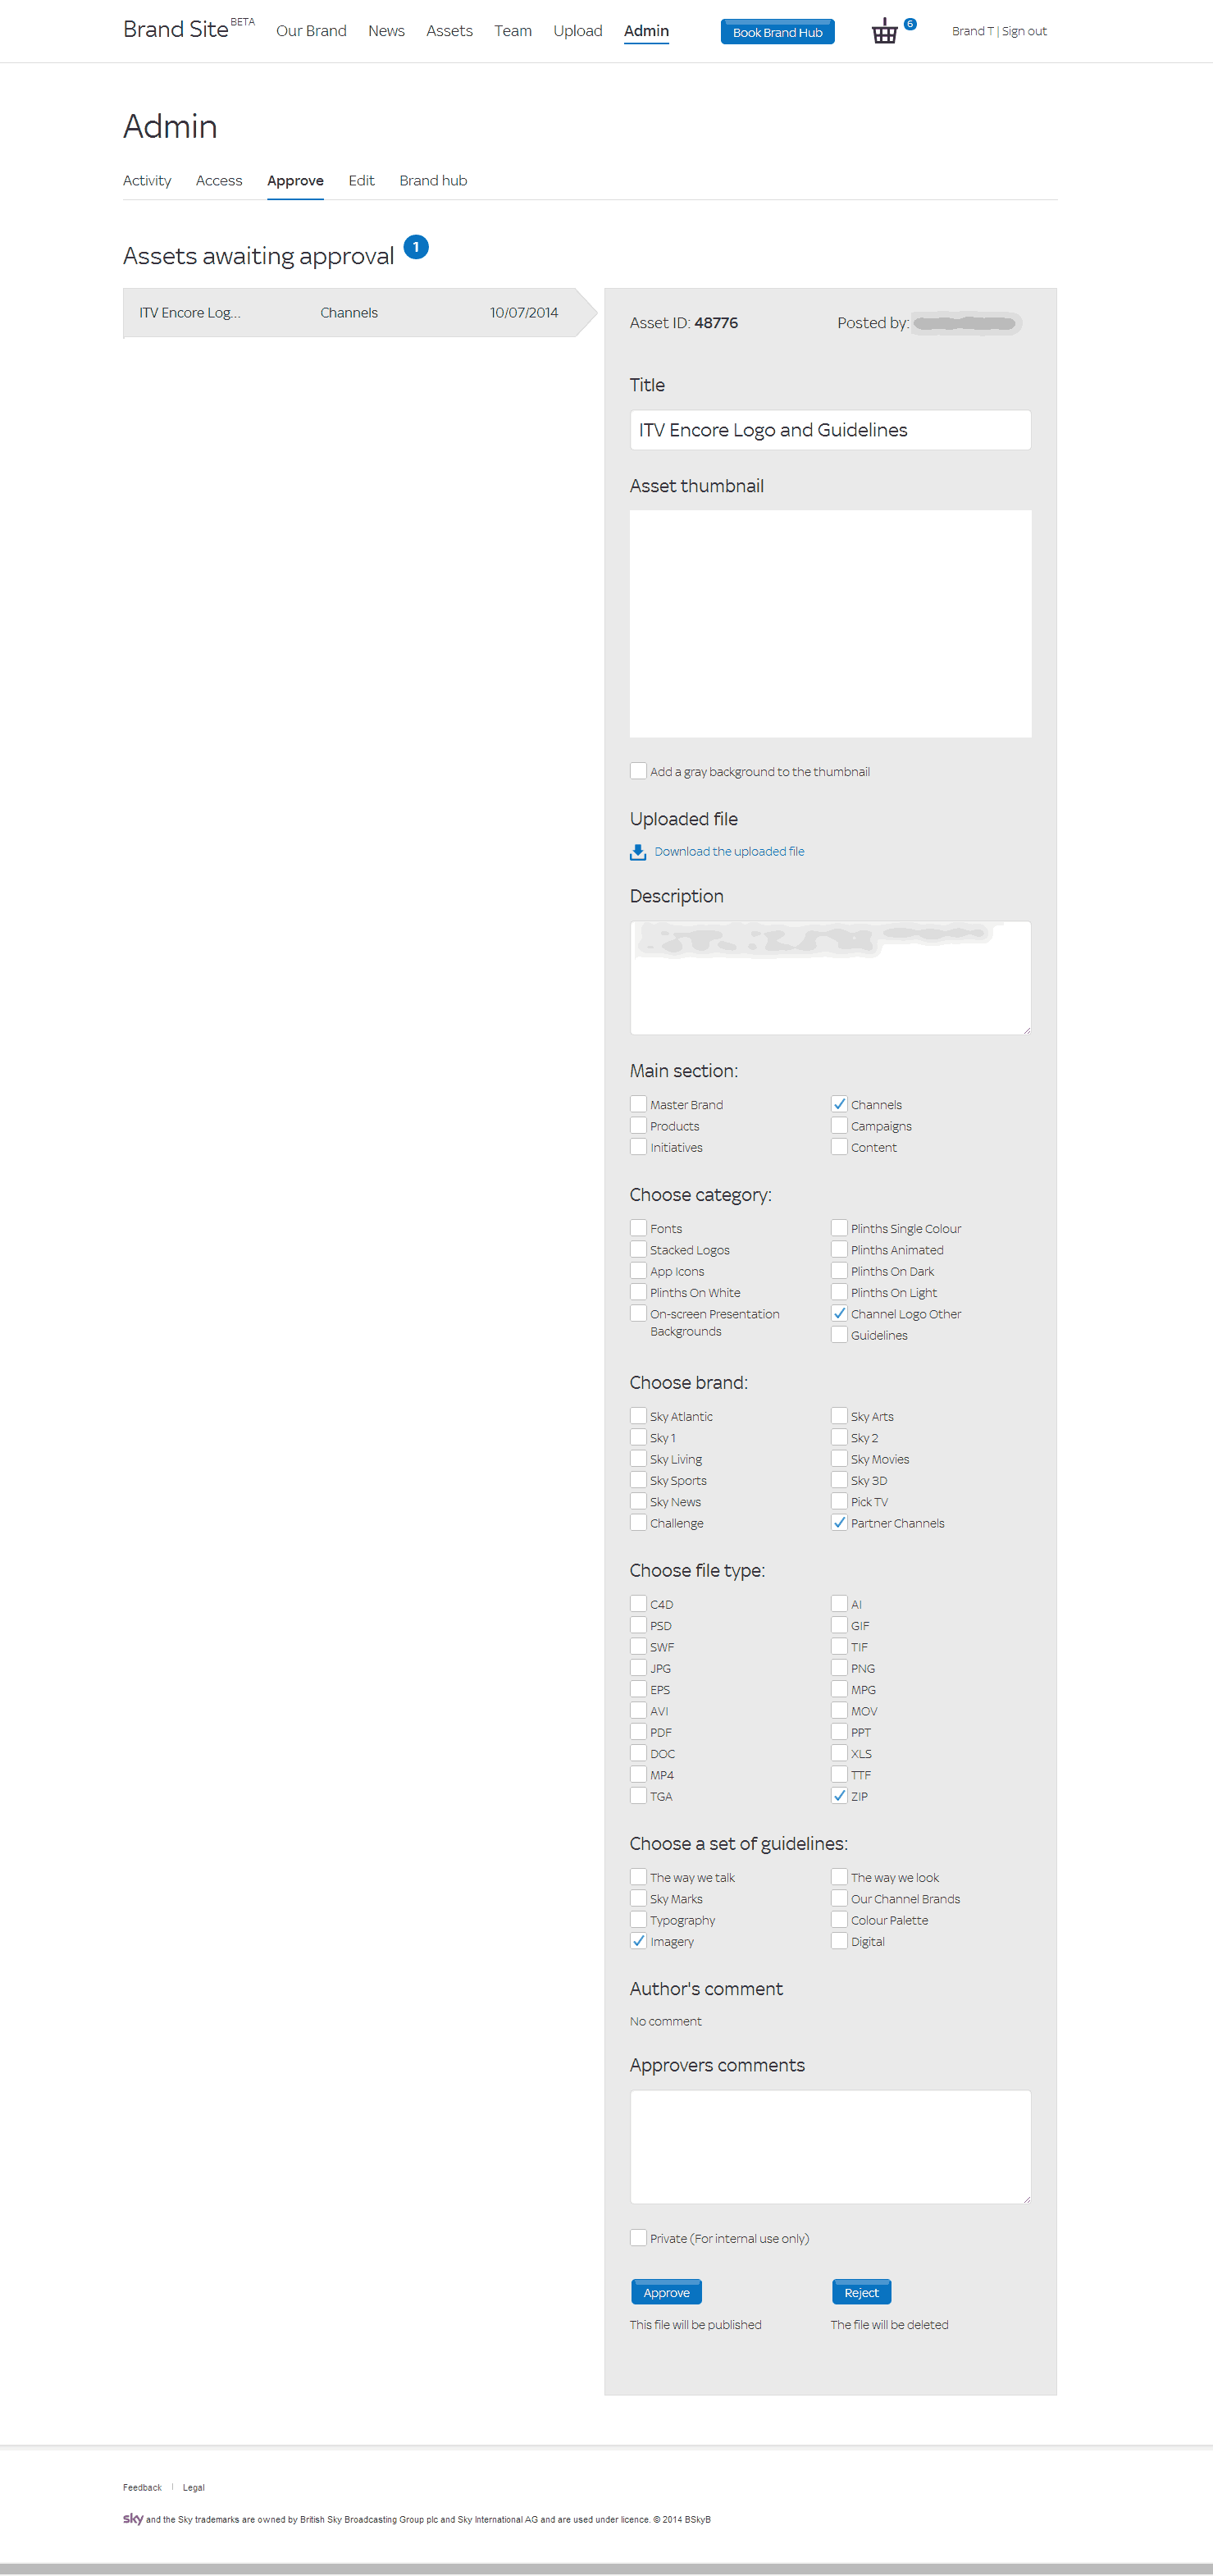 Brand Site BETA Our Brand News Assets Team Upload Admin Book Brand Hub 6 Brand T | Sign out
Admin
Activity Access Approve Edit Brand hub
Assets awaiting approval 1
ITV Encore Log... Channels 10/07/2014
Asset ID: 48776 Posted by:
Title
ITV Encore Logo and Guidelines
Asset thumbnail
Add a gray background to the thumbnail
Uploaded file
Download the uploaded file
Description
Main section:
Master Brand Channels
Products Campaigns
Initiatives Content
Choose category:
Fonts Plinths Single Colour
Stacked Logos Plinths Animated
App Icons Plinths On Dark
Plinths On White Plinths On Light
On-screen Presentation Channel Logo Other
Backgrounds Guidelines
Choose brand:
Sky Atlantic Sky Arts
Sky 1 Sky 2
Sky Living Sky Movies
Sky Sports Sky 3D
Sky News Pick TV
Challenge Partner Channels
Choose file type:
C4D AI
PSD GIF
SWF TIF
JPG PNG
EPS MPG
AVI MOV
PDF PPT
DOC XLS
MP4 TTF
TGA ZIP
Choose a set of guidelines:
The way we talk The way we look
Sky Marks Our Channel Brands
Typography Colour Palette
Imagery Digital
Author's comment
No comment
Approvers comments
Private (For internal use only)
Approve Reject
This file will be published The file will be deleted
Feedback | Legal
sky and the Sky trademarks are owned by British Sky Broadcasting Group plc and Sky International AG and are used under licence. © 2014 BSkyB